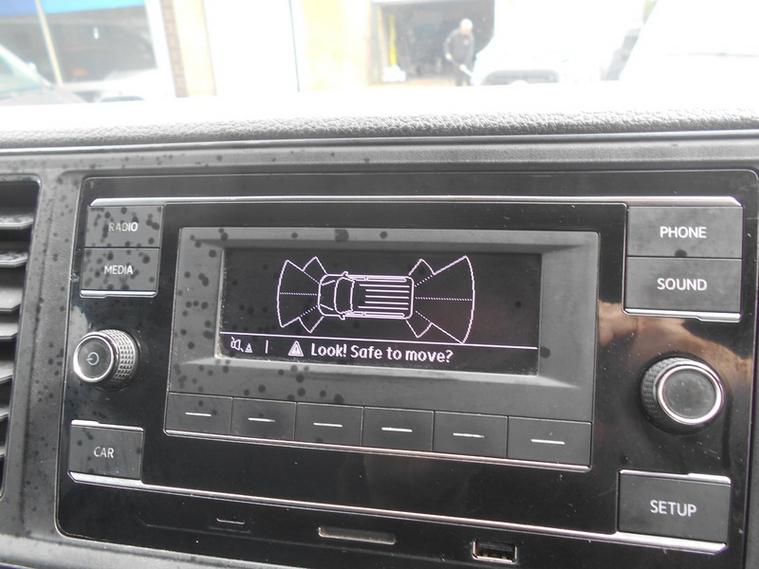 RADIO
MEDIA
PHONE
SOUND
Look! Safe to move?
CAR
SETUP